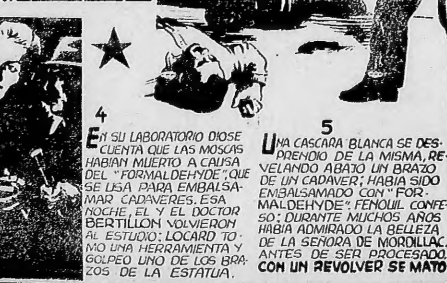 4
EN SU LABORATORIO DIOSE
CUENTA QUE LAS MOSCAS
HABIAN MUERTO A CAUSA
DEL "FORMALDEHYDE", QUE
SE USA PARA EMBALSA-
MAR CADAVERES. ESA
NOCHE, EL Y EL DOCTOR
BERTILLON VOLVIERON
AL ESTUDIO; LOCARD TO-
MO UNA HERRAMIENTA Y
GOLPEO UNO DE LOS BRA-
ZOS DE LA ESTATUA.
5
UNA CASCARA BLANCA SE DES-
PRENDIO DE LA MISMA, RE-
VELANDO ABAJO UN BRAZO
DE UN CADAVER; HABIA SIDO
EMBALSAMADO CON "FOR-
MALDEHYDE". FENOUIL CONFE-
SO; DURANTE MUCHOS AÑOS
HABIA ADMIRADO LA BELLEZA
DE LA SEÑORA DE MORDILLAC.
ANTES DE SER PROCESADO,
CON UN REVOLVER SE MATO